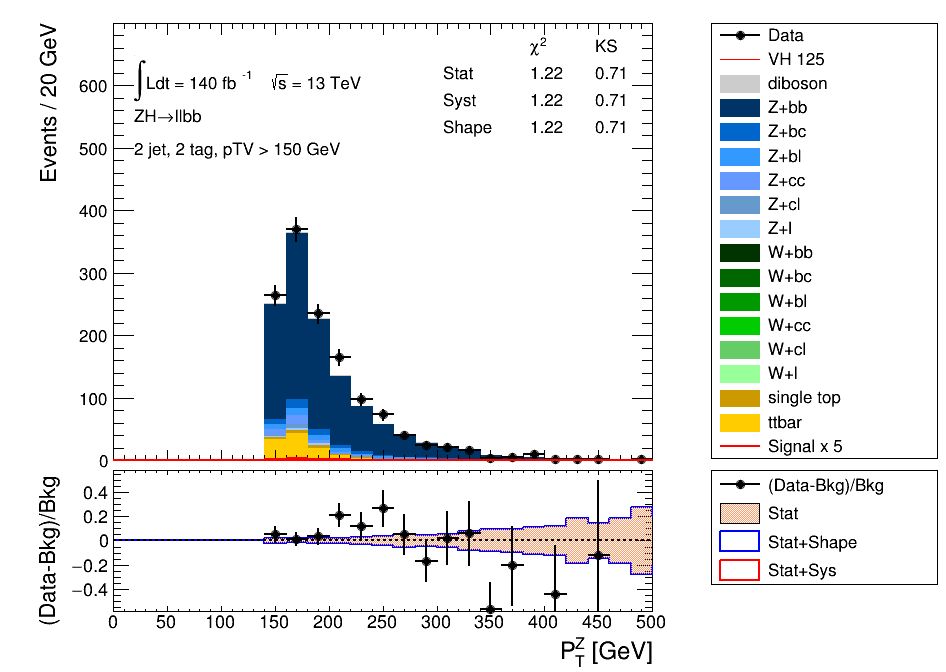 Events / 20 GeV
600
500
400
300
200
100
0
∫Ldt = 140 fb⁻¹ √s = 13 TeV
ZH→llbb
2 jet, 2 tag, pTV > 150 GeV
χ² KS
Stat 1.22 0.71
Syst 1.22 0.71
Shape 1.22 0.71
Data
VH 125
diboson
Z+bb
Z+bc
Z+bl
Z+cc
Z+cl
Z+l
W+bb
W+bc
W+bl
W+cc
W+cl
W+l
single top
ttbar
Signal x 5
(Data-Bkg)/Bkg
0.4
0.2
0
−0.2
−0.4
0 50 100 150 200 250 300 350 400 450 500
P_T^Z [GeV]
(Data-Bkg)/Bkg
Stat
Stat+Shape
Stat+Sys